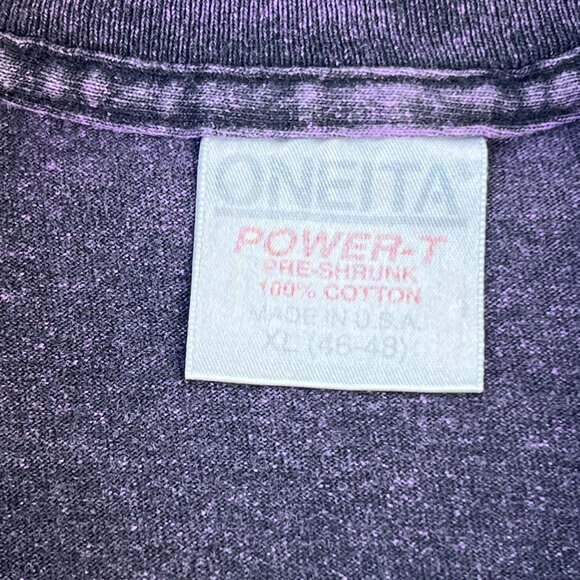 ONEITA
POWER-T
PRE-SHRUNK
100% COTTON
MADE IN U.S.A.
XL (46-48)